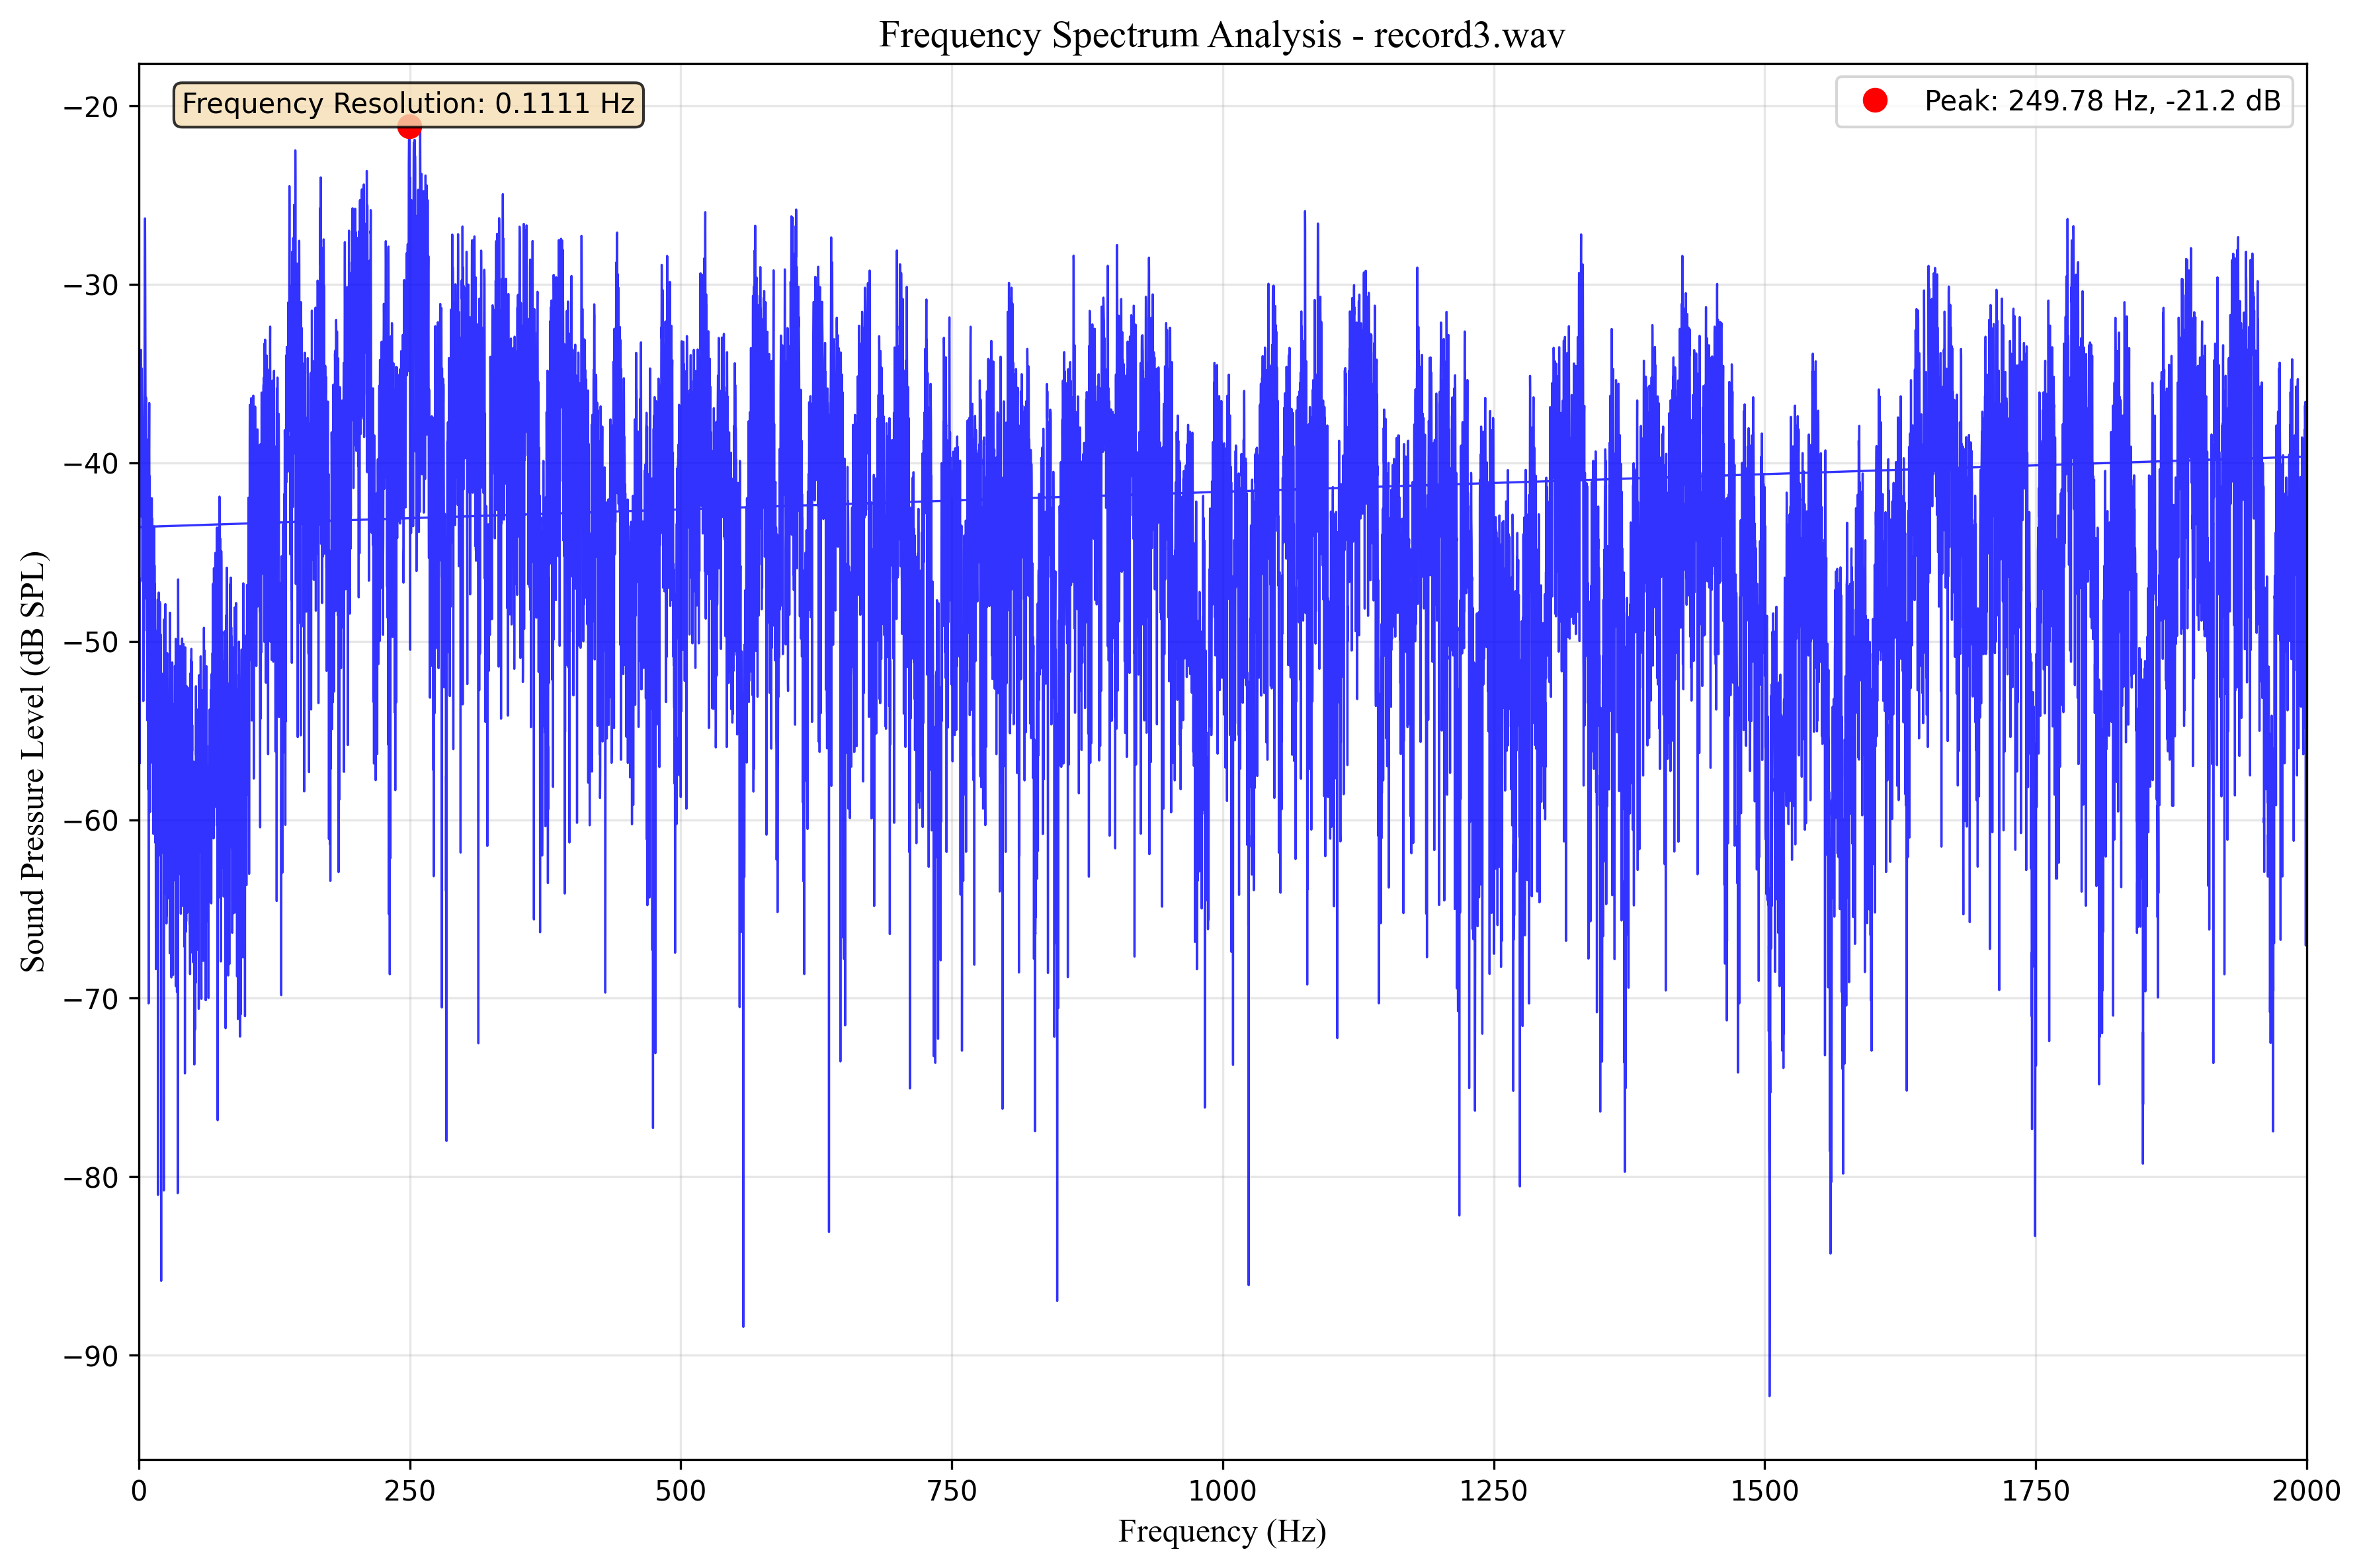 Frequency Spectrum Analysis - record3.wav
Frequency Resolution: 0.1111 Hz
Peak: 249.78 Hz, -21.2 dB
Sound Pressure Level (dB SPL)
−20
−30
−40
−50
−60
−70
−80
−90
0 250 500 750 1000 1250 1500 1750 2000
Frequency (Hz)